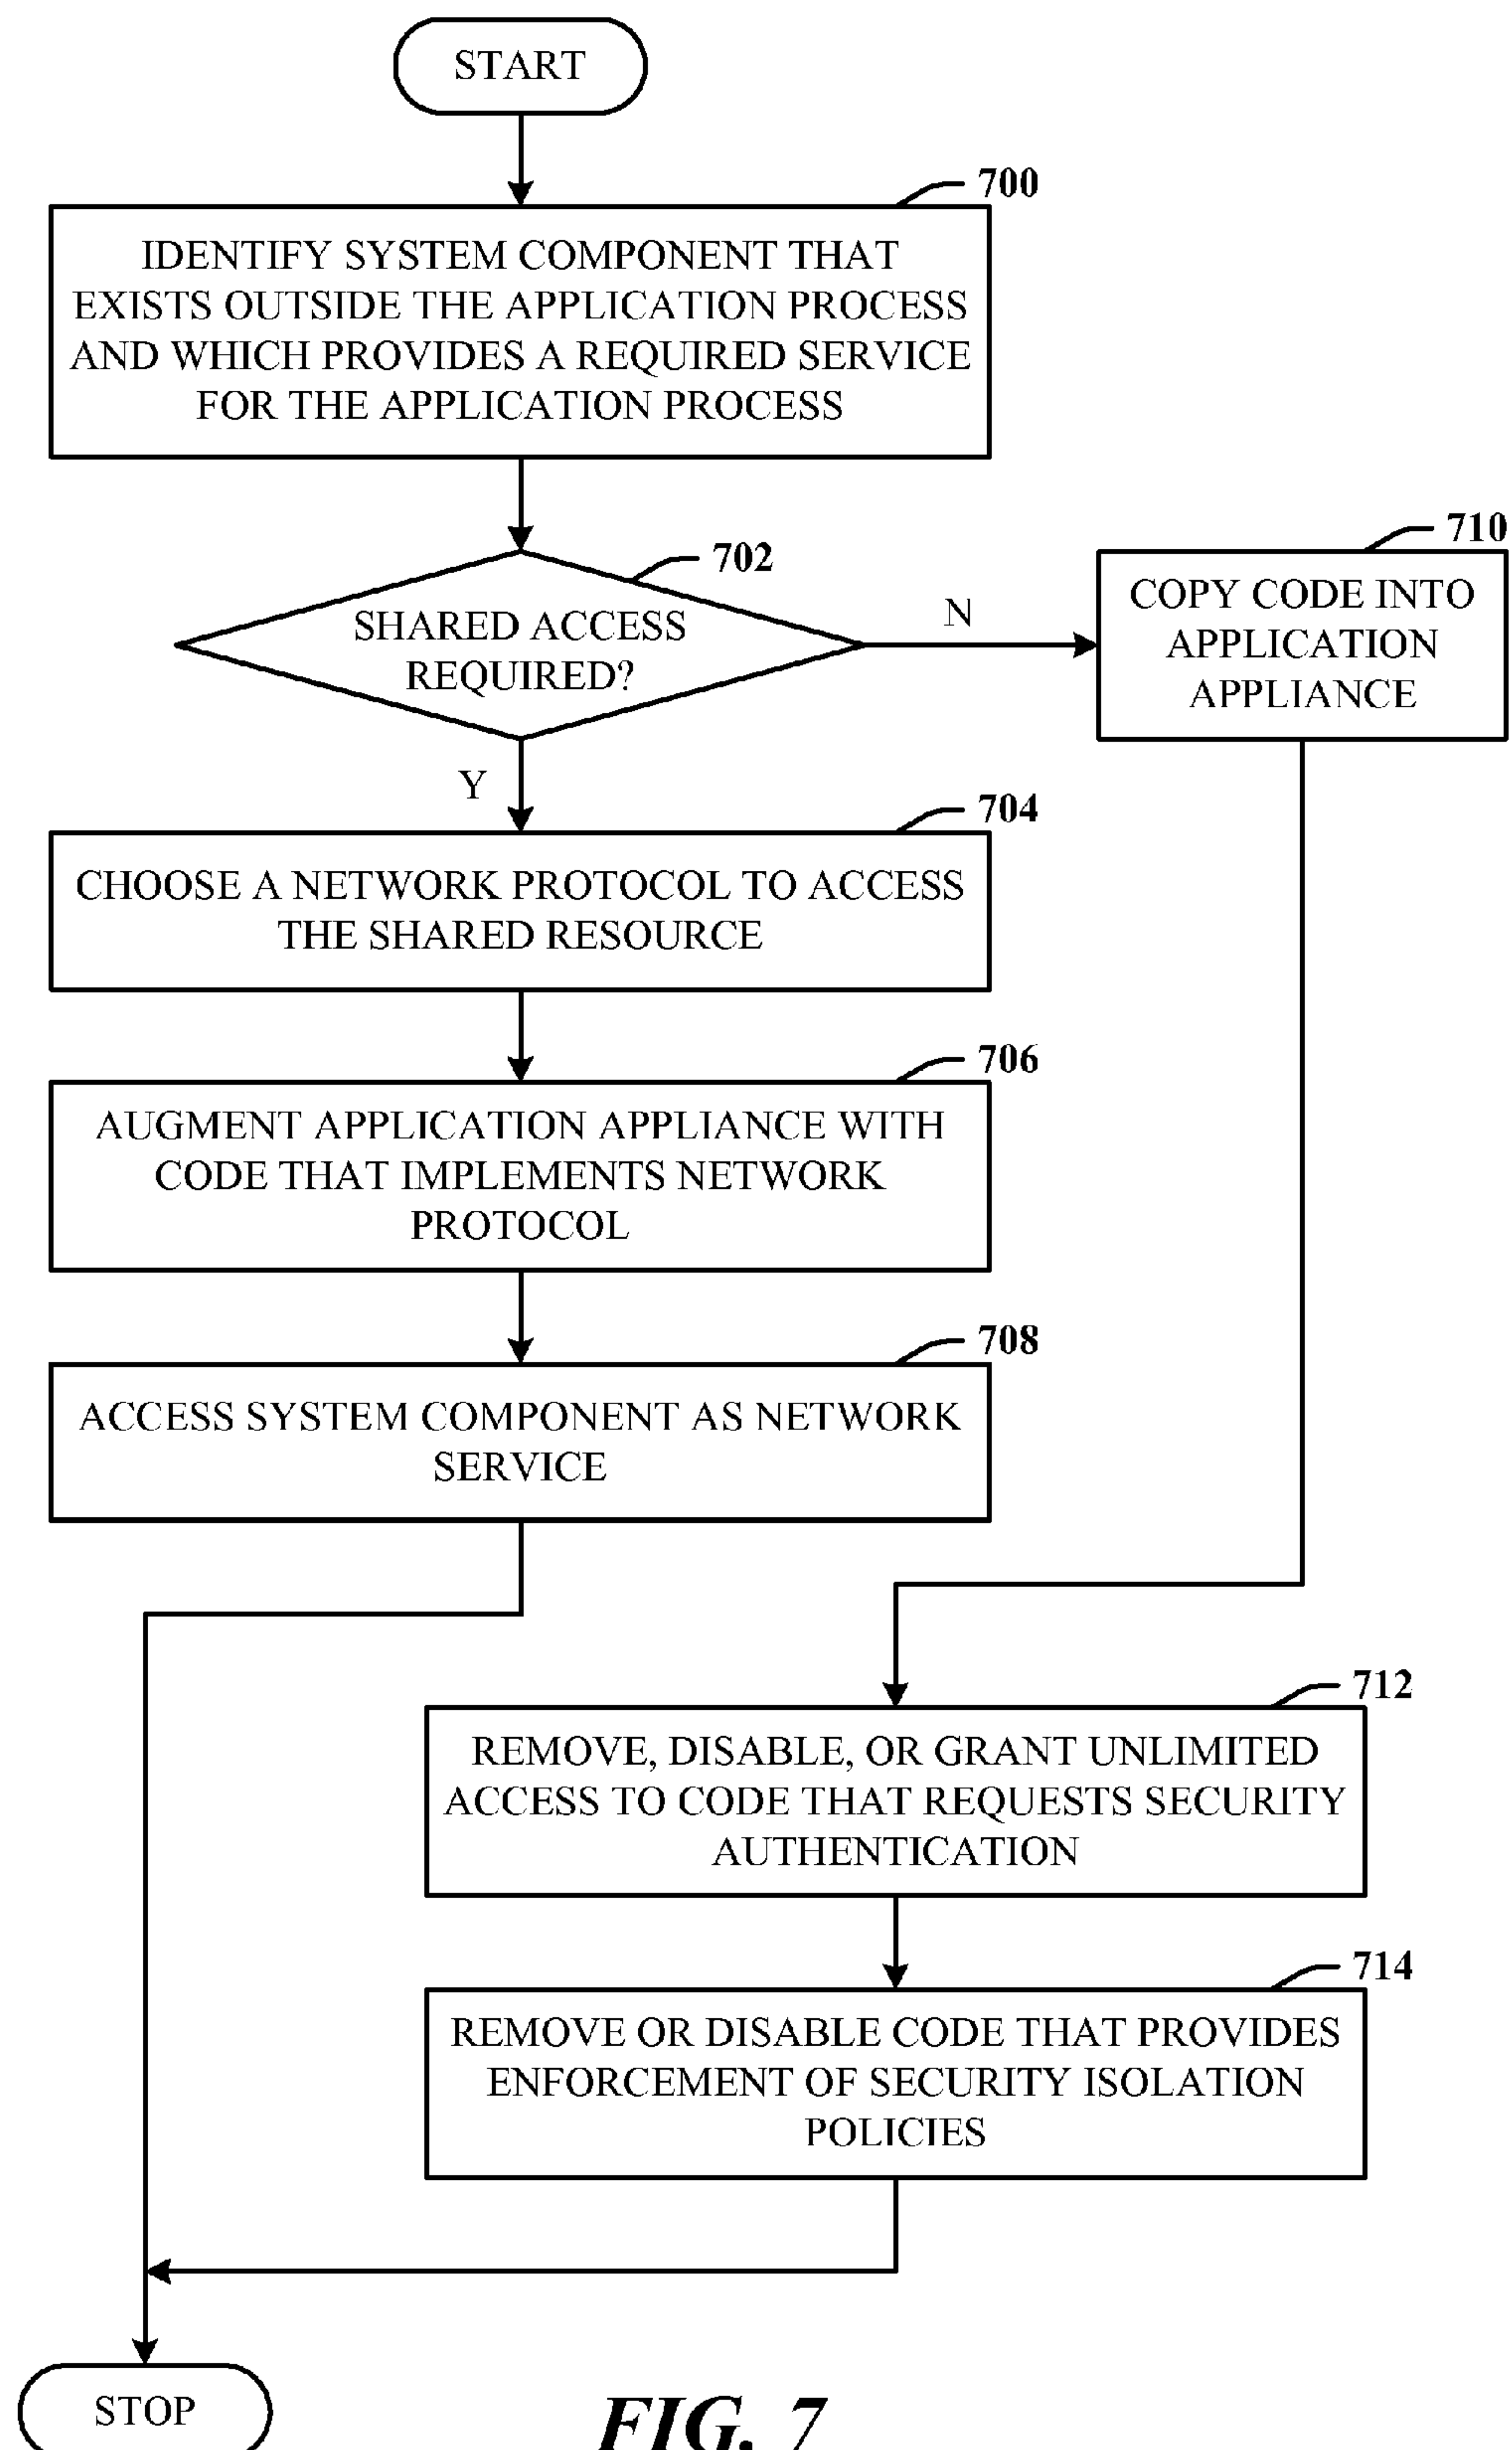 START
700
IDENTIFY SYSTEM COMPONENT THAT
EXISTS OUTSIDE THE APPLICATION PROCESS
AND WHICH PROVIDES A REQUIRED SERVICE
FOR THE APPLICATION PROCESS
702
SHARED ACCESS
REQUIRED?
N
710
COPY CODE INTO
APPLICATION
APPLIANCE
Y
704
CHOOSE A NETWORK PROTOCOL TO ACCESS
THE SHARED RESOURCE
706
AUGMENT APPLICATION APPLIANCE WITH
CODE THAT IMPLEMENTS NETWORK
PROTOCOL
708
ACCESS SYSTEM COMPONENT AS NETWORK
SERVICE
712
REMOVE, DISABLE, OR GRANT UNLIMITED
ACCESS TO CODE THAT REQUESTS SECURITY
AUTHENTICATION
714
REMOVE OR DISABLE CODE THAT PROVIDES
ENFORCEMENT OF SECURITY ISOLATION
POLICIES
STOP
FIG. 7